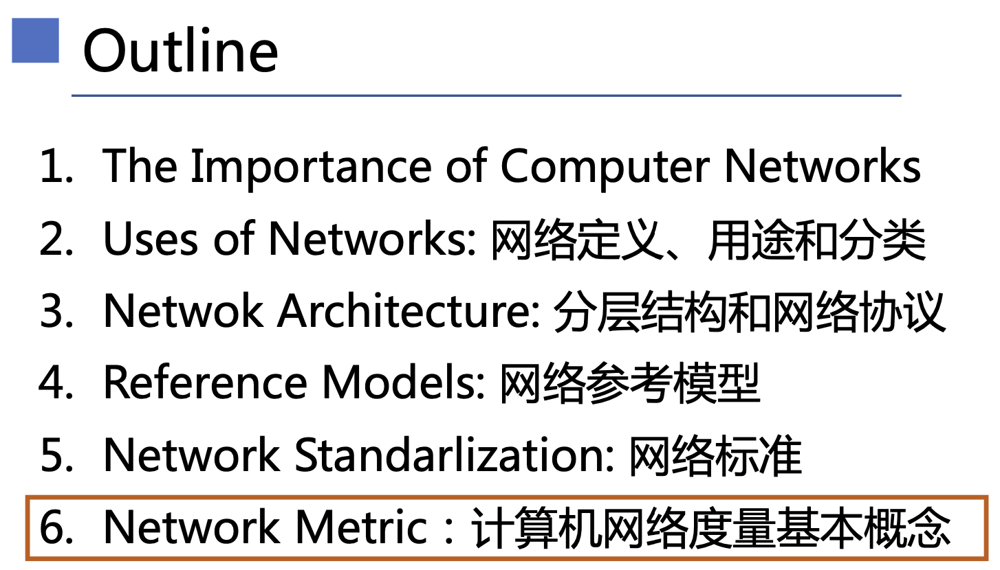 Outline
1. The Importance of Computer Networks
2. Uses of Networks: 网络定义、用途和分类
3. Netwok Architecture: 分层结构和网络协议
4. Reference Models: 网络参考模型
5. Network Standarlization: 网络标准
6. Network Metric：计算机网络度量基本概念